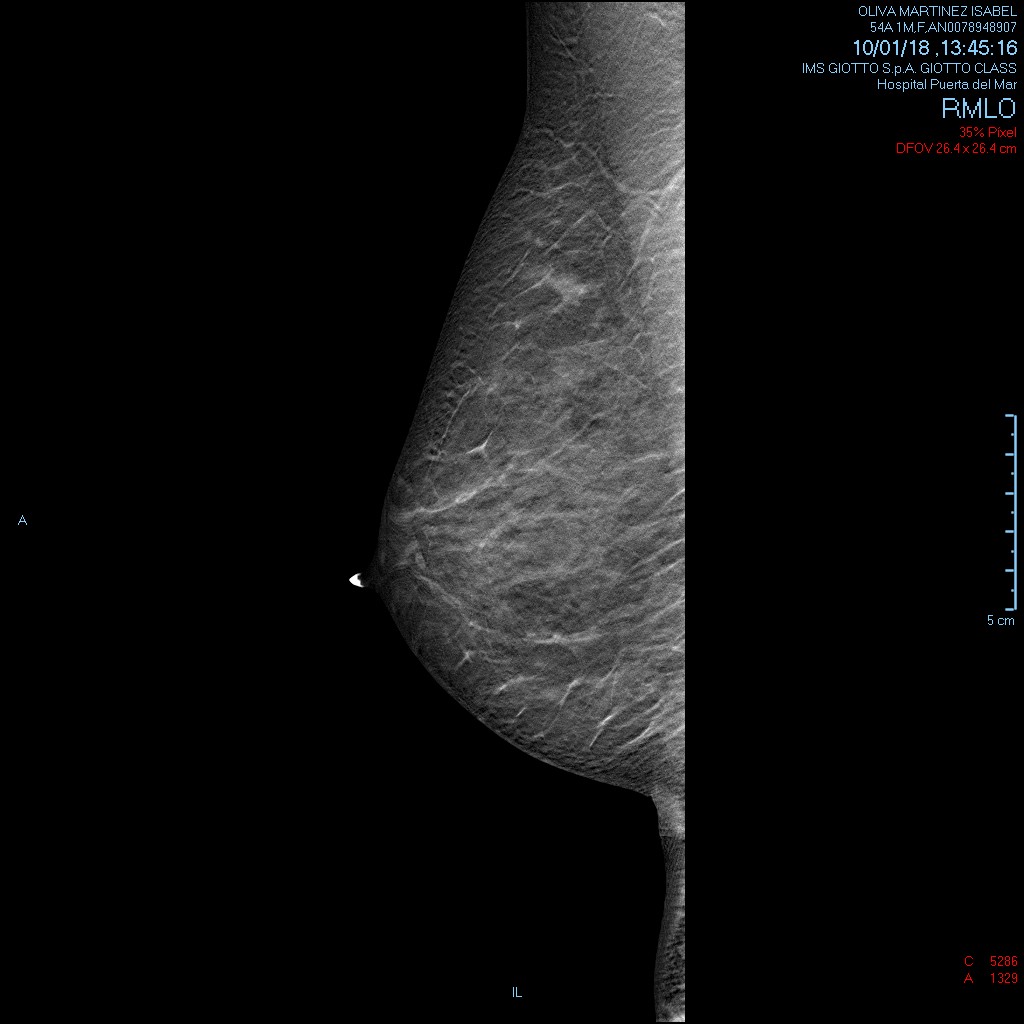 OLIVA MARTINEZ ISABEL
54A 1M,F,AN0078948907
10/01/18 ,13:45:16
IMS GIOTTO S.p.A. GIOTTO CLASS
Hospital Puerta del Mar
RMLO
35% Pixel
DFOV 26.4 x 26.4 cm
A
5 cm
C 5286
A 1329
IL